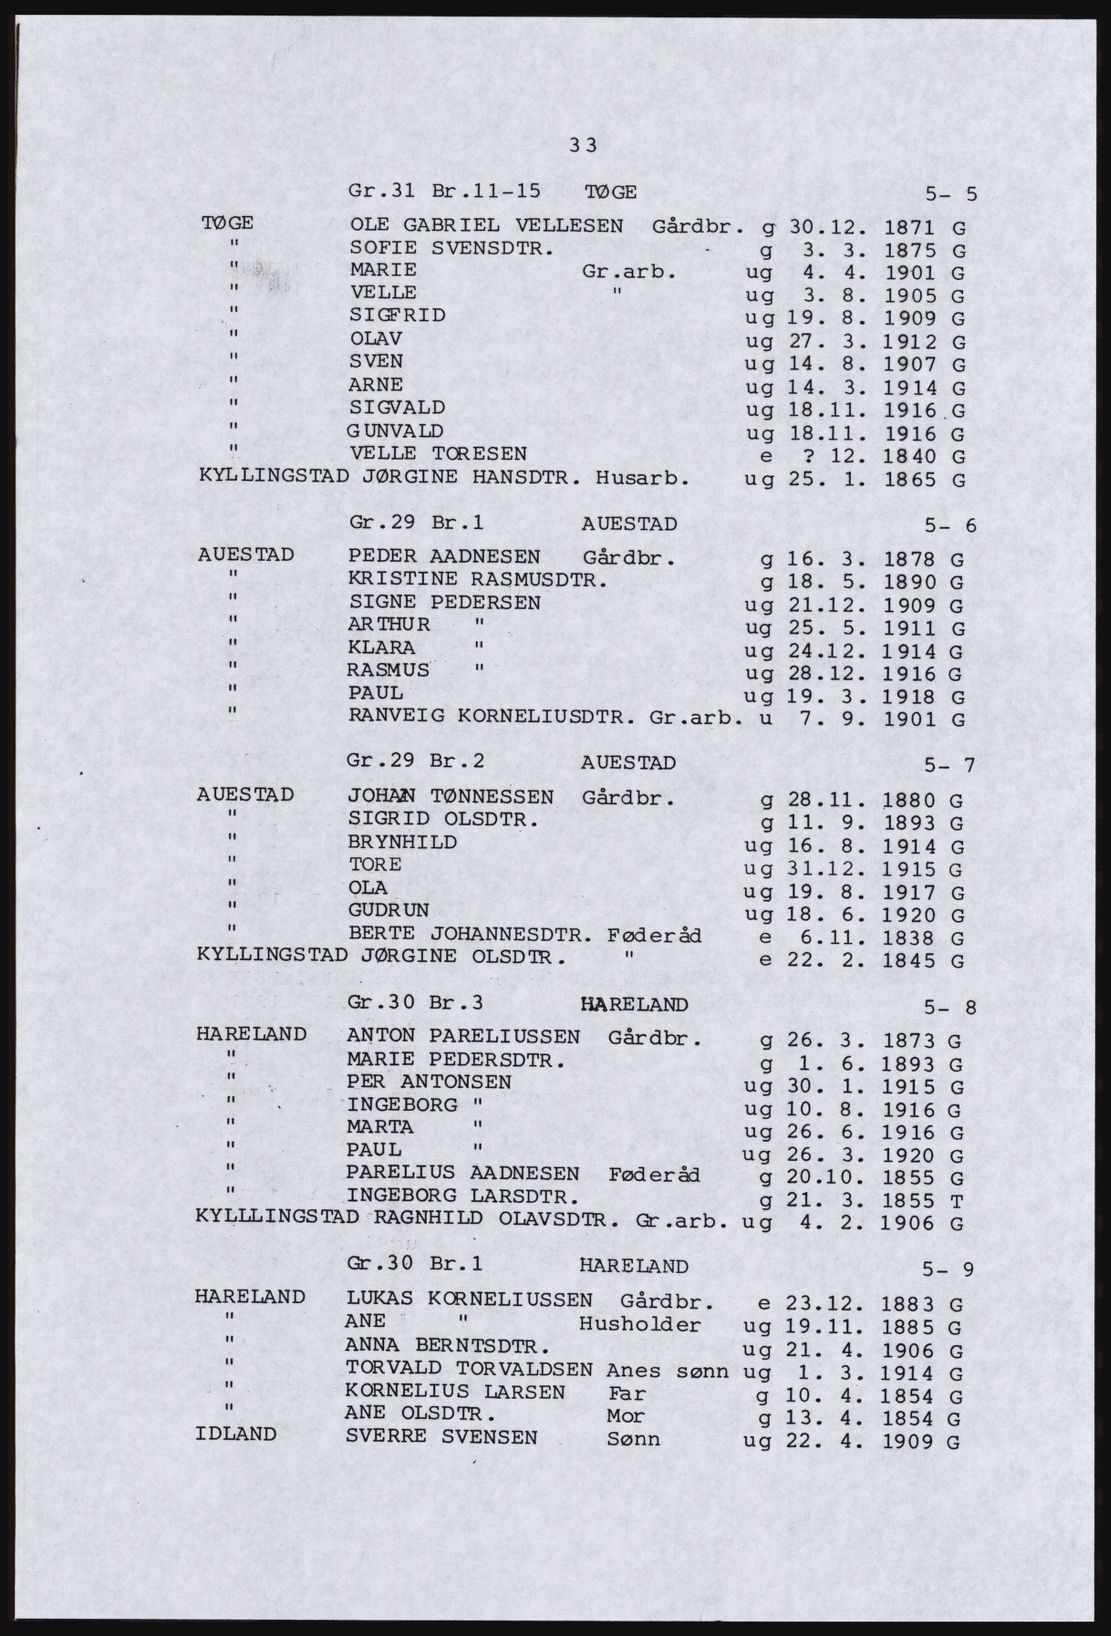 33
Gr.31 Br.11-15 TØGE 5- 5
TØGE OLE GABRIEL VELLESEN Gårdbr. g 30.12. 1871 G
" SOFIE SVENSDTR. g 3. 3. 1875 G
" MARIE Gr.arb. ug 4. 4. 1901 G
" VELLE " ug 3. 8. 1905 G
" SIGFRID ug 19. 8. 1909 G
" OLAV ug 27. 3. 1912 G
" SVEN ug 14. 8. 1907 G
" ARNE ug 14. 3. 1914 G
" SIGVALD ug 18.11. 1916 G
" GUNVALD ug 18.11. 1916 G
" VELLE TORESEN e ? 12. 1840 G
KYLLINGSTAD JØRGINE HANSDTR. Husarb. ug 25. 1. 1865 G
Gr.29 Br.1 AUESTAD 5- 6
AUESTAD PEDER AADNESEN Gårdbr. g 16. 3. 1878 G
" KRISTINE RASMUSDTR. g 18. 5. 1890 G
" SIGNE PEDERSEN ug 21.12. 1909 G
" ARTHUR " ug 25. 5. 1911 G
" KLARA " ug 24.12. 1914 G
" RASMUS " ug 28.12. 1916 G
" PAUL ug 19. 3. 1918 G
" RANVEIG KORNELIUSDTR. Gr.arb. u 7. 9. 1901 G
Gr.29 Br.2 AUESTAD 5- 7
AUESTAD JOHAN TØNNESSEN Gårdbr. g 28.11. 1880 G
" SIGRID OLSDTR. g 11. 9. 1893 G
" BRYNHILD ug 16. 8. 1914 G
" TORE ug 31.12. 1915 G
" OLA ug 19. 8. 1917 G
" GUDRUN ug 18. 6. 1920 G
" BERTE JOHANNESDTR. Føderåd e 6.11. 1838 G
KYLLINGSTAD JØRGINE OLSDTR. " e 22. 2. 1845 G
Gr.30 Br.3 HARELAND 5- 8
HARELAND ANTON PARELIUSSEN Gårdbr. g 26. 3. 1873 G
" MARIE PEDERSDTR. g 1. 6. 1893 G
" PER ANTONSEN ug 30. 1. 1915 G
" INGEBORG " ug 10. 8. 1916 G
" MARTA " ug 26. 6. 1916 G
" PAUL " ug 26. 3. 1920 G
" PARELIUS AADNESEN Føderåd g 20.10. 1855 G
" INGEBORG LARSDTR. g 21. 3. 1855 T
KYLLLINGSTAD RAGNHILD OLAVSDTR. Gr.arb. ug 4. 2. 1906 G
Gr.30 Br.1 HARELAND 5- 9
HARELAND LUKAS KORNELIUSSEN Gårdbr. e 23.12. 1883 G
" ANE " Husholder ug 19.11. 1885 G
" ANNA BERNTSDTR. ug 21. 4. 1906 G
" TORVALD TORVALDSEN Anes sønn ug 1. 3. 1914 G
" KORNELIUS LARSEN Far g 10. 4. 1854 G
" ANE OLSDTR. Mor g 13. 4. 1854 G
IDLAND SVERRE SVENSEN Sønn ug 22. 4. 1909 G